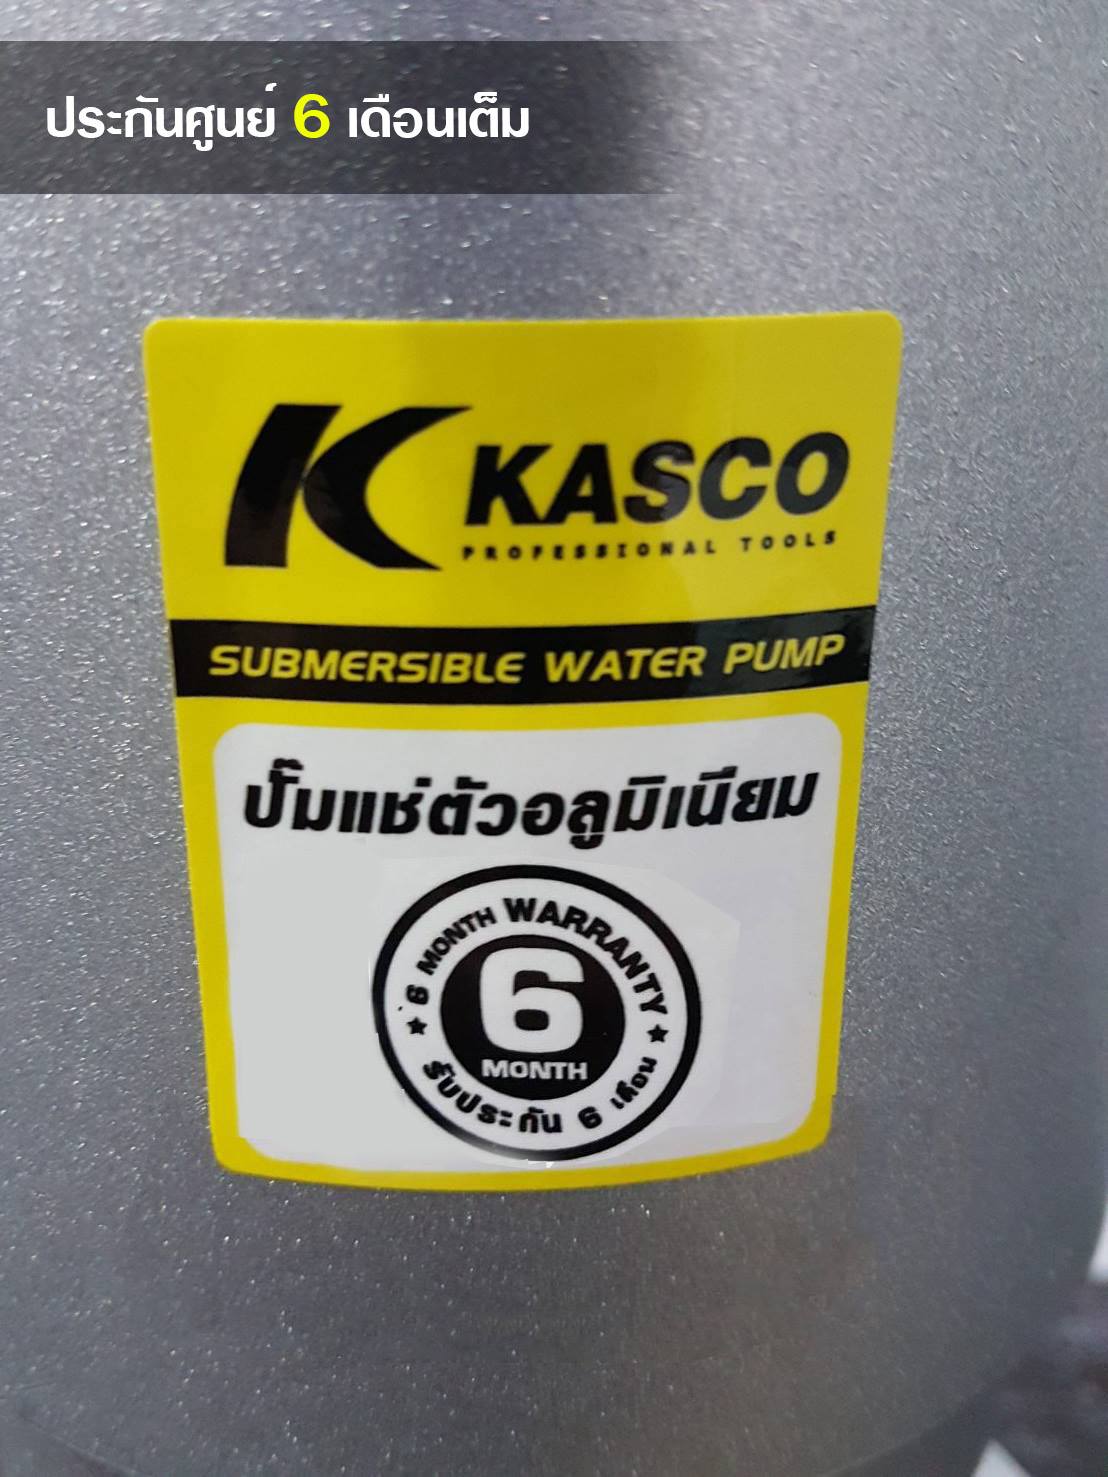 ประกันศูนย์ 6 เดือนเต็ม
KASCO
PROFESSIONAL TOOLS
SUBMERSIBLE WATER PUMP
ปั๊มแช่ตัวอลูมิเนียม
6 MONTH WARRANTY
6
MONTH
รับประกัน 6 เดือน